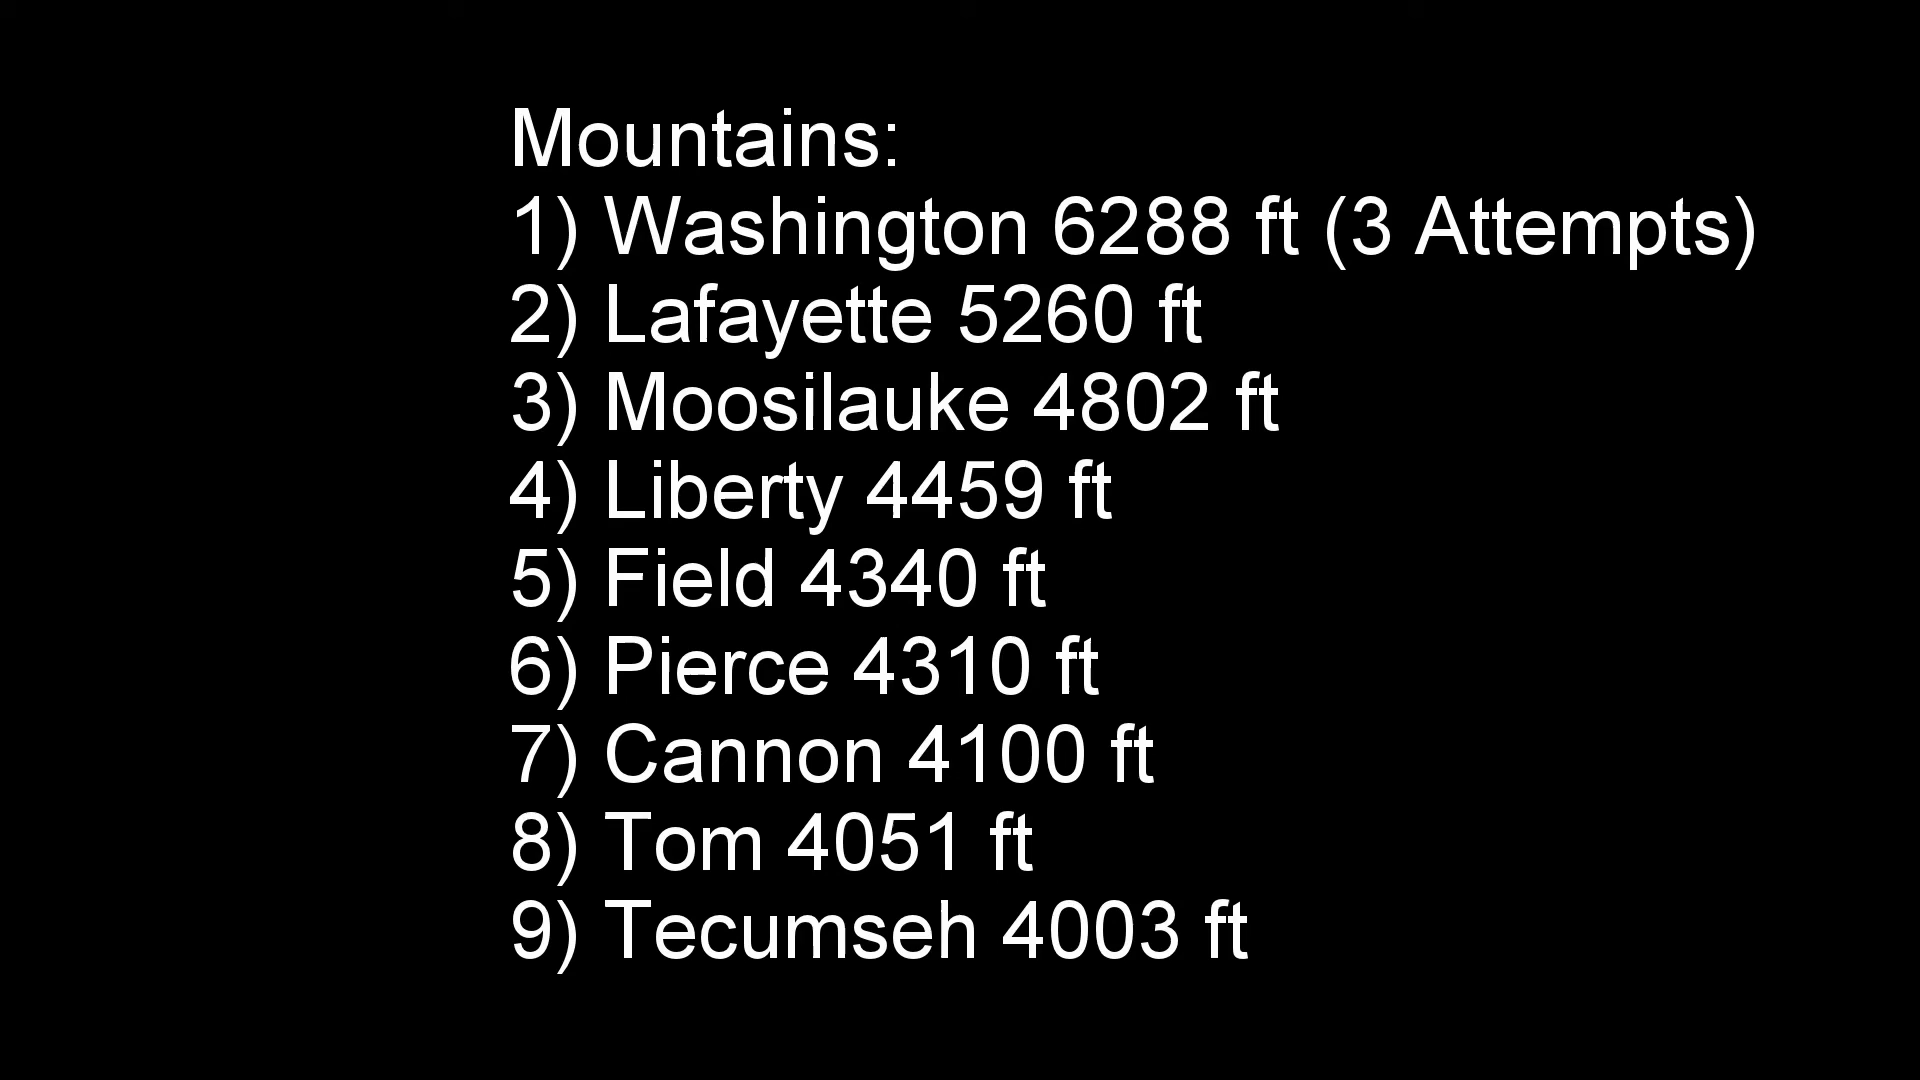 Mountains:
1) Washington 6288 ft (3 Attempts)
2) Lafayette 5260 ft
3) Moosilauke 4802 ft
4) Liberty 4459 ft
5) Field 4340 ft
6) Pierce 4310 ft
7) Cannon 4100 ft
8) Tom 4051 ft
9) Tecumseh 4003 ft